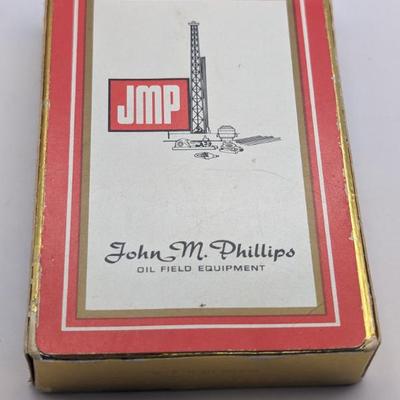 JMP
John M. Phillips
OIL FIELD EQUIPMENT